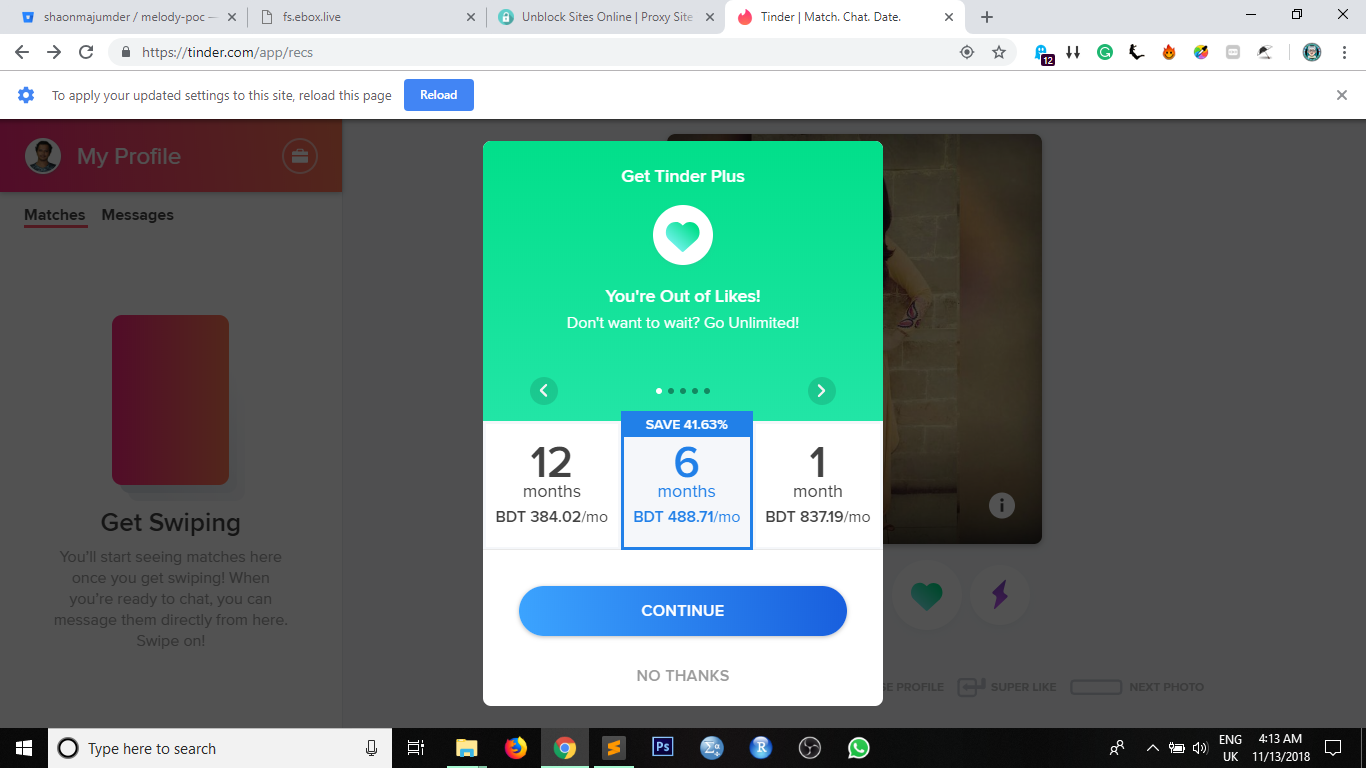 shaonmajumder / melody-poc —
fs.ebox.live
Unblock Sites Online | Proxy Site
Tinder | Match. Chat. Date.
https://tinder.com/app/recs
12
To apply your updated settings to this site, reload this page
Reload
My Profile
Matches
Messages
Get Swiping
You'll start seeing matches here
once you get swiping! When
you're ready to chat, you can
message them directly from here.
Swipe on!
Get Tinder Plus
You're Out of Likes!
Don't want to wait? Go Unlimited!
SAVE 41.63%
12
months
BDT 384.02/mo
6
months
BDT 488.71/mo
1
month
BDT 837.19/mo
CONTINUE
NO THANKS
PROFILE
SUPER LIKE
NEXT PHOTO
Type here to search
Ps
R
ENG
UK
4:13 AM
11/13/2018